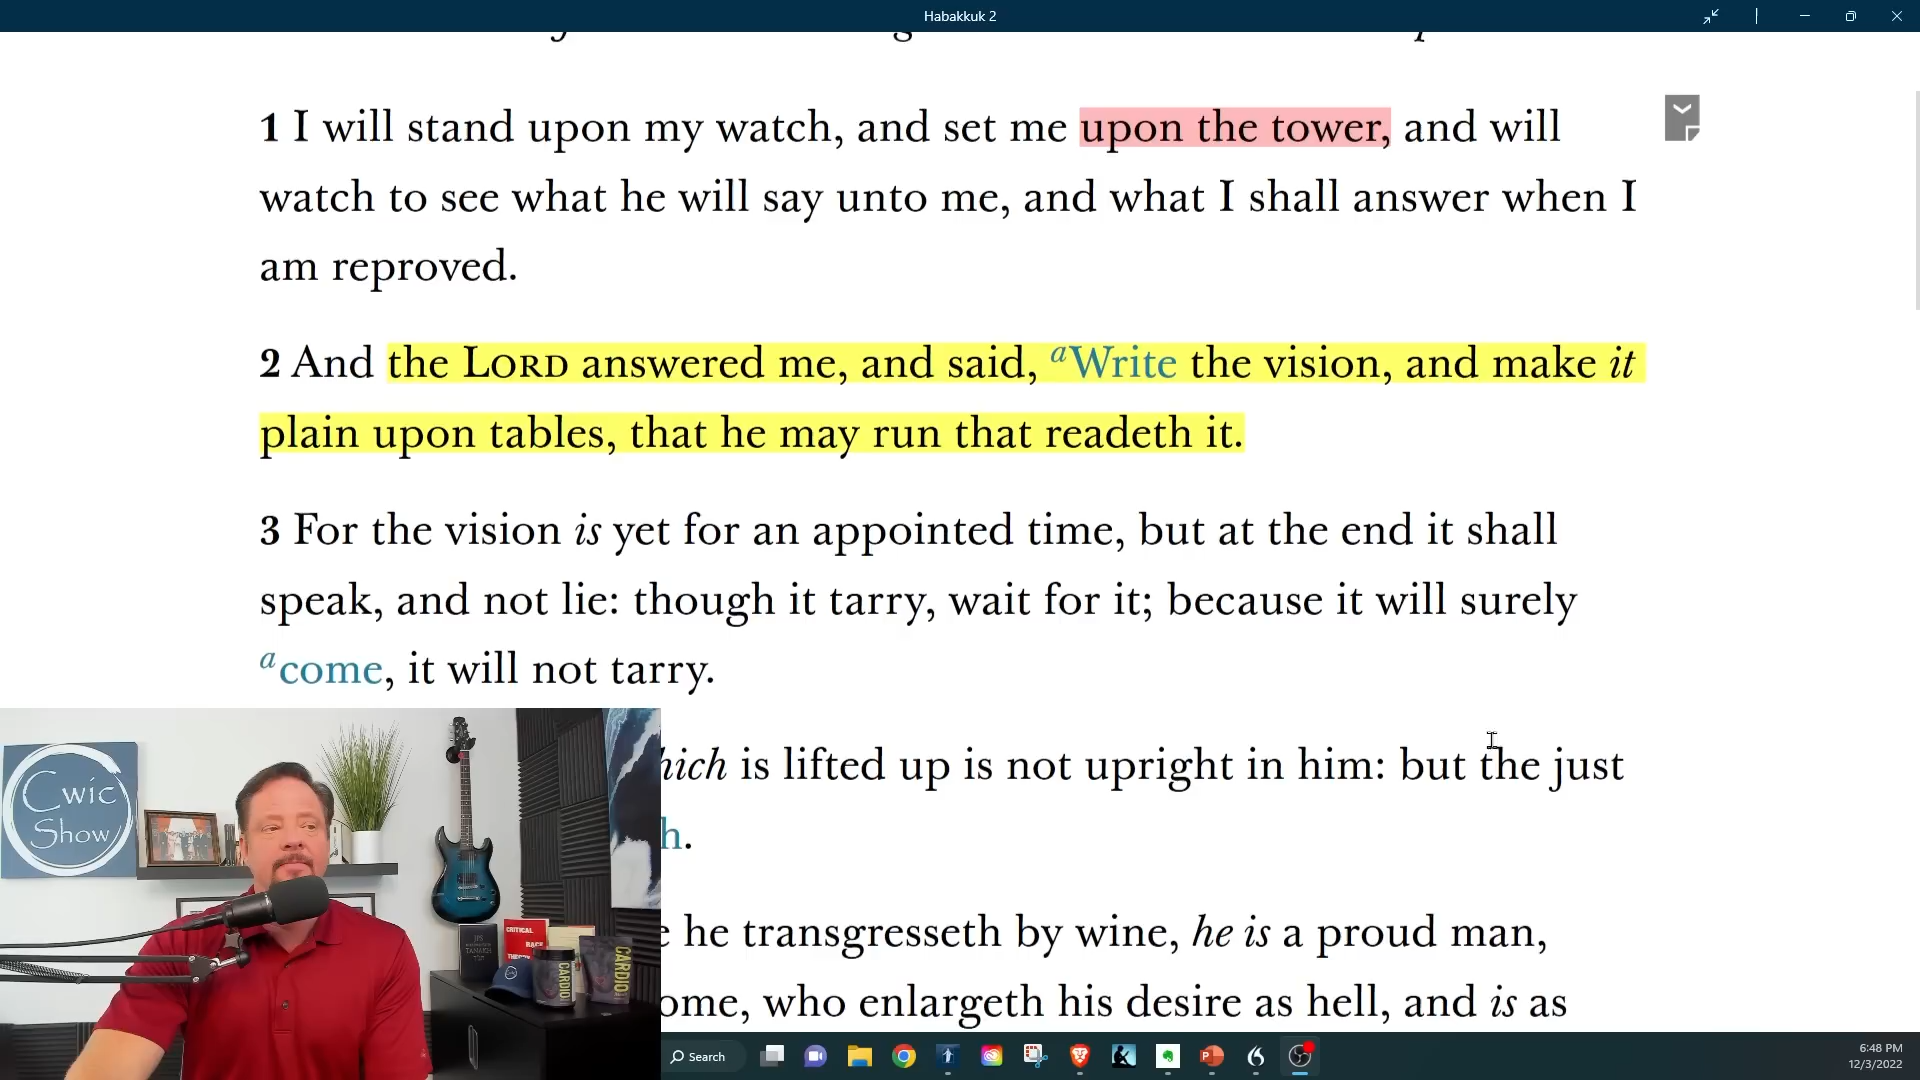 Habakkuk 2
1 I will stand upon my watch, and set me upon the tower, and will
watch to see what he will say unto me, and what I shall answer when I
am reproved.
2 And the LORD answered me, and said, aWrite the vision, and make it
plain upon tables, that he may run that readeth it.
3 For the vision is yet for an appointed time, but at the end it shall
speak, and not lie: though it tarry, wait for it; because it will surely
acome, it will not tarry.
hich is lifted up is not upright in him: but the just
h.
e he transgresseth by wine, he is a proud man,
ome, who enlargeth his desire as hell, and is as
Cwic
Show
JPS
TANAKH
CRITICAL
RACE
THEORY
CARDIO
CARDIO
Search
6:48 PM
12/3/2022